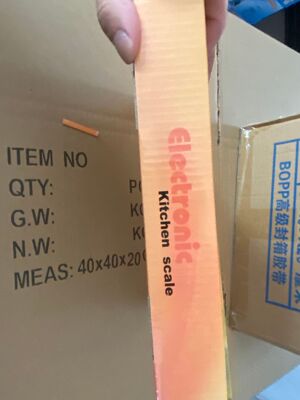 ITEM NO
QTY:
G.W:
N.W:
MEAS: 40x40x20
Electronic
Kitchen scale
BOPP高级封箱胶带